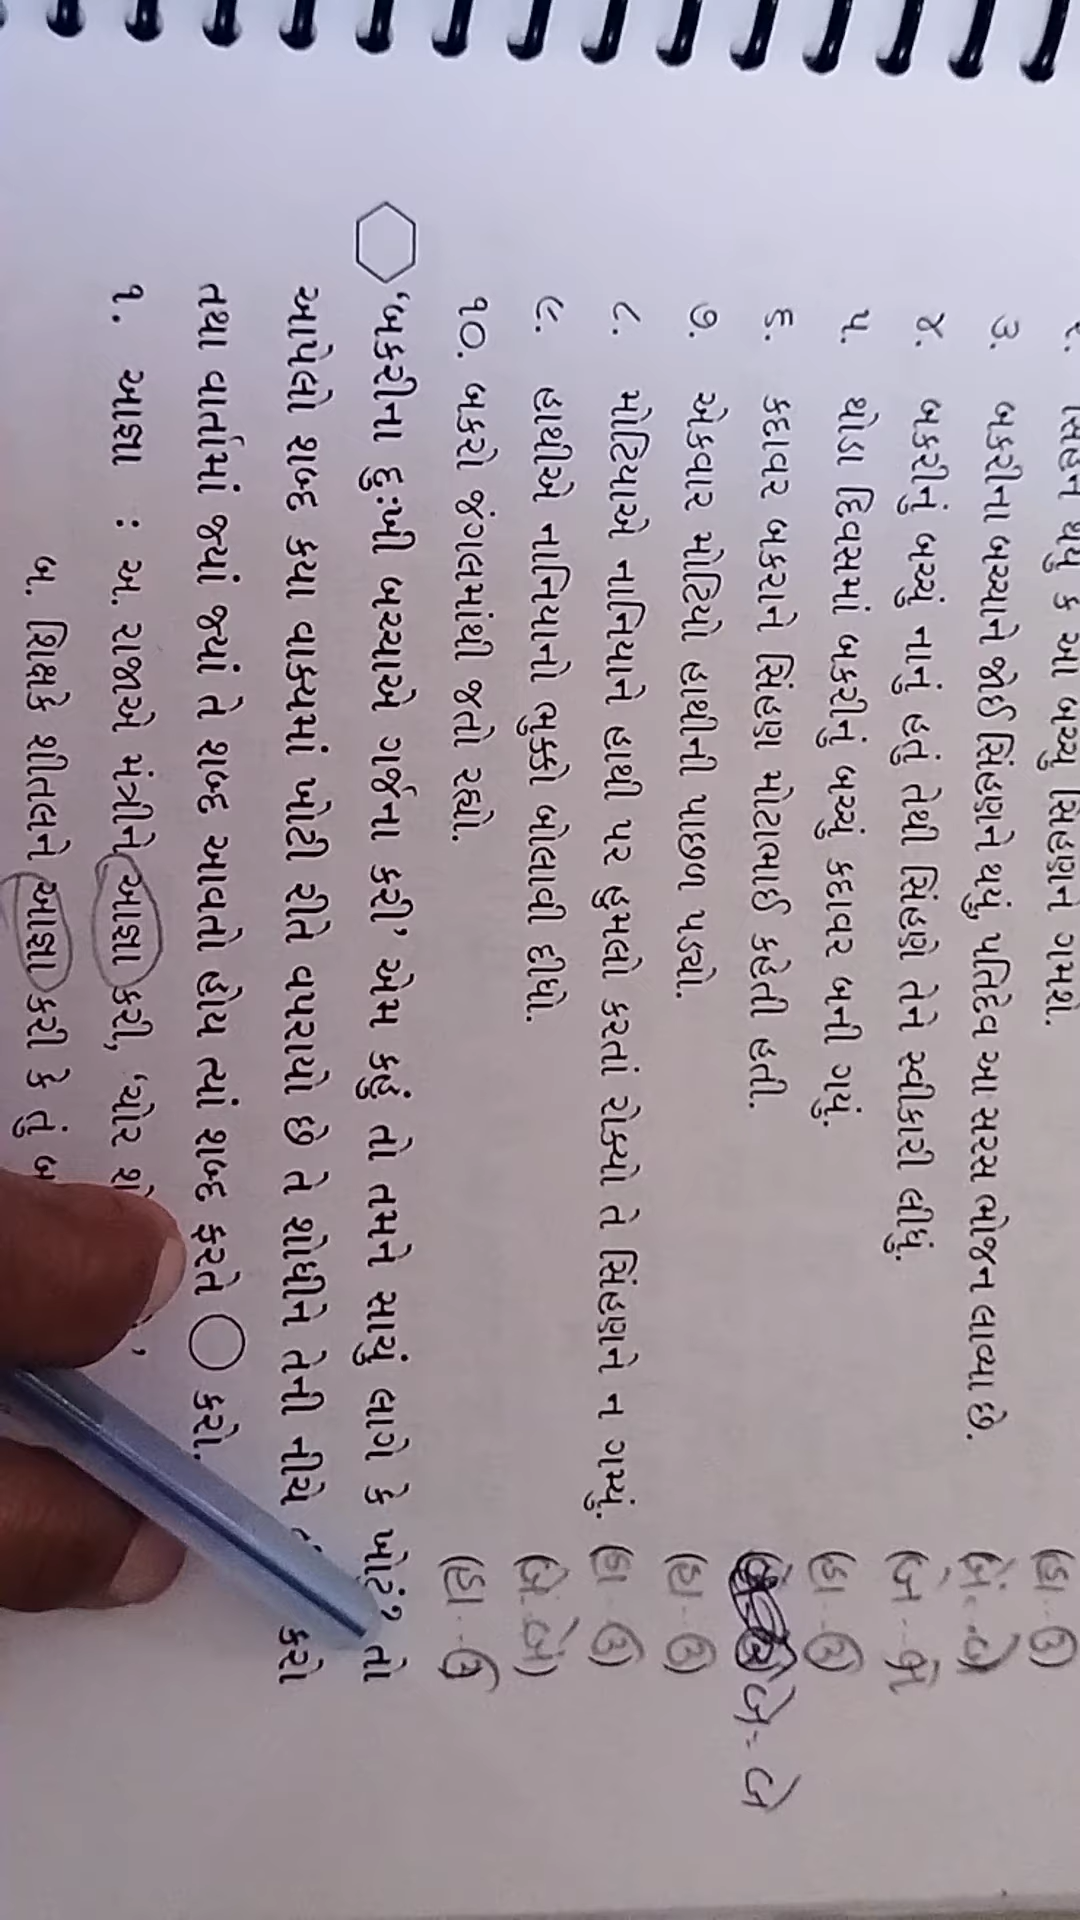 ૨. સિંહને થયું કે આ બચ્ચું સિંહણને ગમશે.
૩. બકરીના બચ્ચાને જોઈ સિંહણને થયું, પતિદેવ આ સરસ ભોજન લાવ્યા છે.
૪. બકરીનું બચ્ચું નાનું હતું તેથી સિંહણે તેને સ્વીકારી લીધું.
૫. થોડા દિવસમાં બકરીનું બચ્ચું કદાવર બની ગયું.
૬. કદાવર બકરાને સિંહણ મોટાભાઈ કહેતી હતી.
૭. એકવાર મોટિયો હાથીની પાછળ પડ્યો.
૮. મોટિયાએ નાનિયાને હાથી પર હુમલો કરતાં રોક્યો તે સિંહણને ન ગમ્યું.
૯. હાથીએ નાનિયાનો ભુક્કો બોલાવી દીધો.
૧૦. બકરો જંગલમાંથી જતો રહ્યો.
'બકરીના દુઃખી બચ્ચાએ ગર્જના કરી' એમ કહું તો તમને સાચું લાગે કે ખોટું? તો
આપેલો શબ્દ ક્યા વાક્યમાં ખોટી રીતે વપરાયો છે તે શોધીને તેની નીચે કરો
તથા વાર્તામાં જ્યાં જ્યાં તે શબ્દ આવતો હોય ત્યાં શબ્દ ફરતે ◯ કરો.
૧. આજ્ઞા : અ. રાજાએ મંત્રીને આજ્ઞા કરી, 'ચોર
બ. શિક્ષકે શીતલને આજ્ઞા કરી કે તું